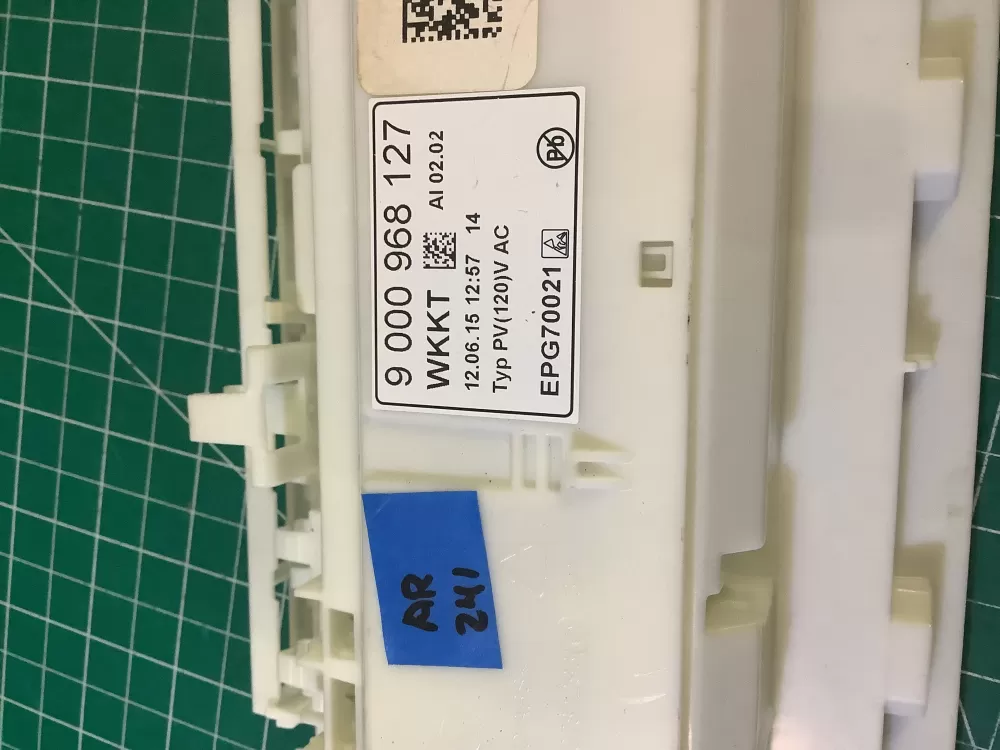 9 000 968 127
WKKT AI 02.02
12.06.15 12:57 14
Typ PV(120)V AC
EPG70021
Pb
AR
241